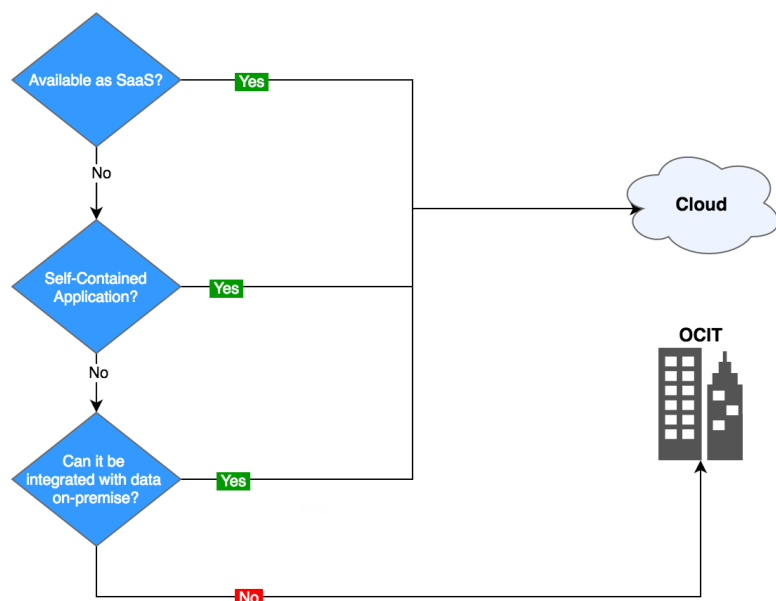 Available as SaaS?
Yes
No
Cloud
Self-Contained
Application?
Yes
OCIT
No
Can it be
integrated with data
on-premise?
Yes
No